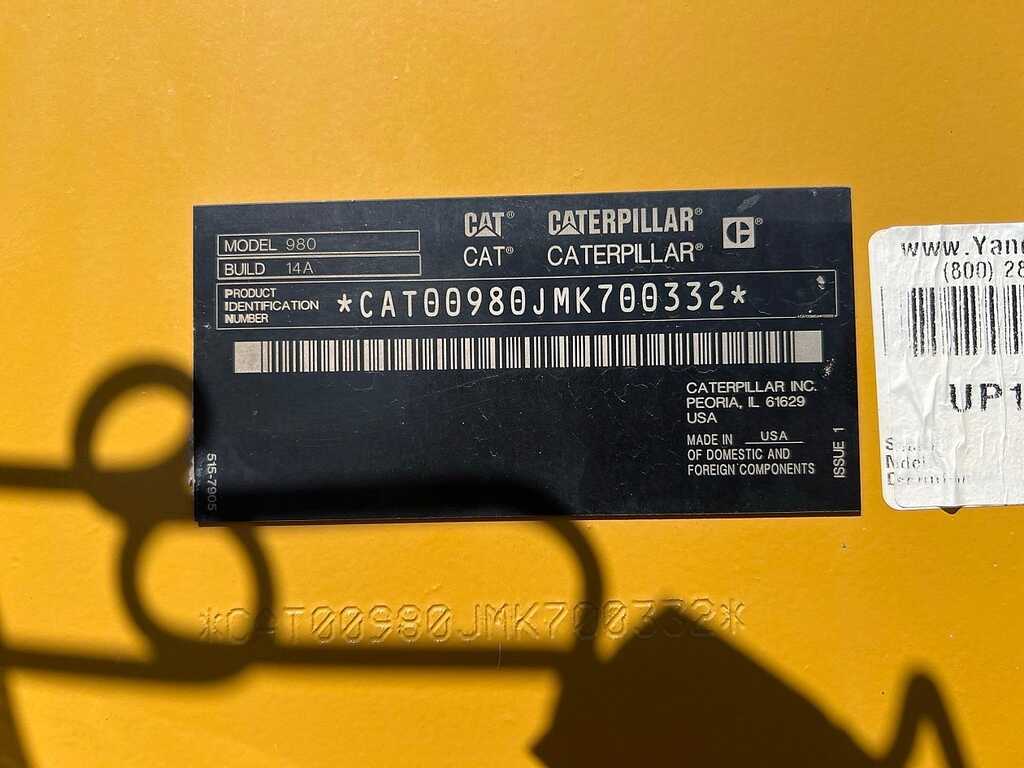 MODEL 980
BUILD 14A
CAT® CATERPILLAR® C®
CAT® CATERPILLAR®
PRODUCT
IDENTIFICATION
NUMBER
*CAT00980JMK700332*
CATERPILLAR INC.
PEORIA, IL 61629
USA
MADE IN USA
OF DOMESTIC AND
FOREIGN COMPONENTS
ISSUE 1
515-7905
*CAT00980JMK700332*
www.Yang
(800) 28
UP1